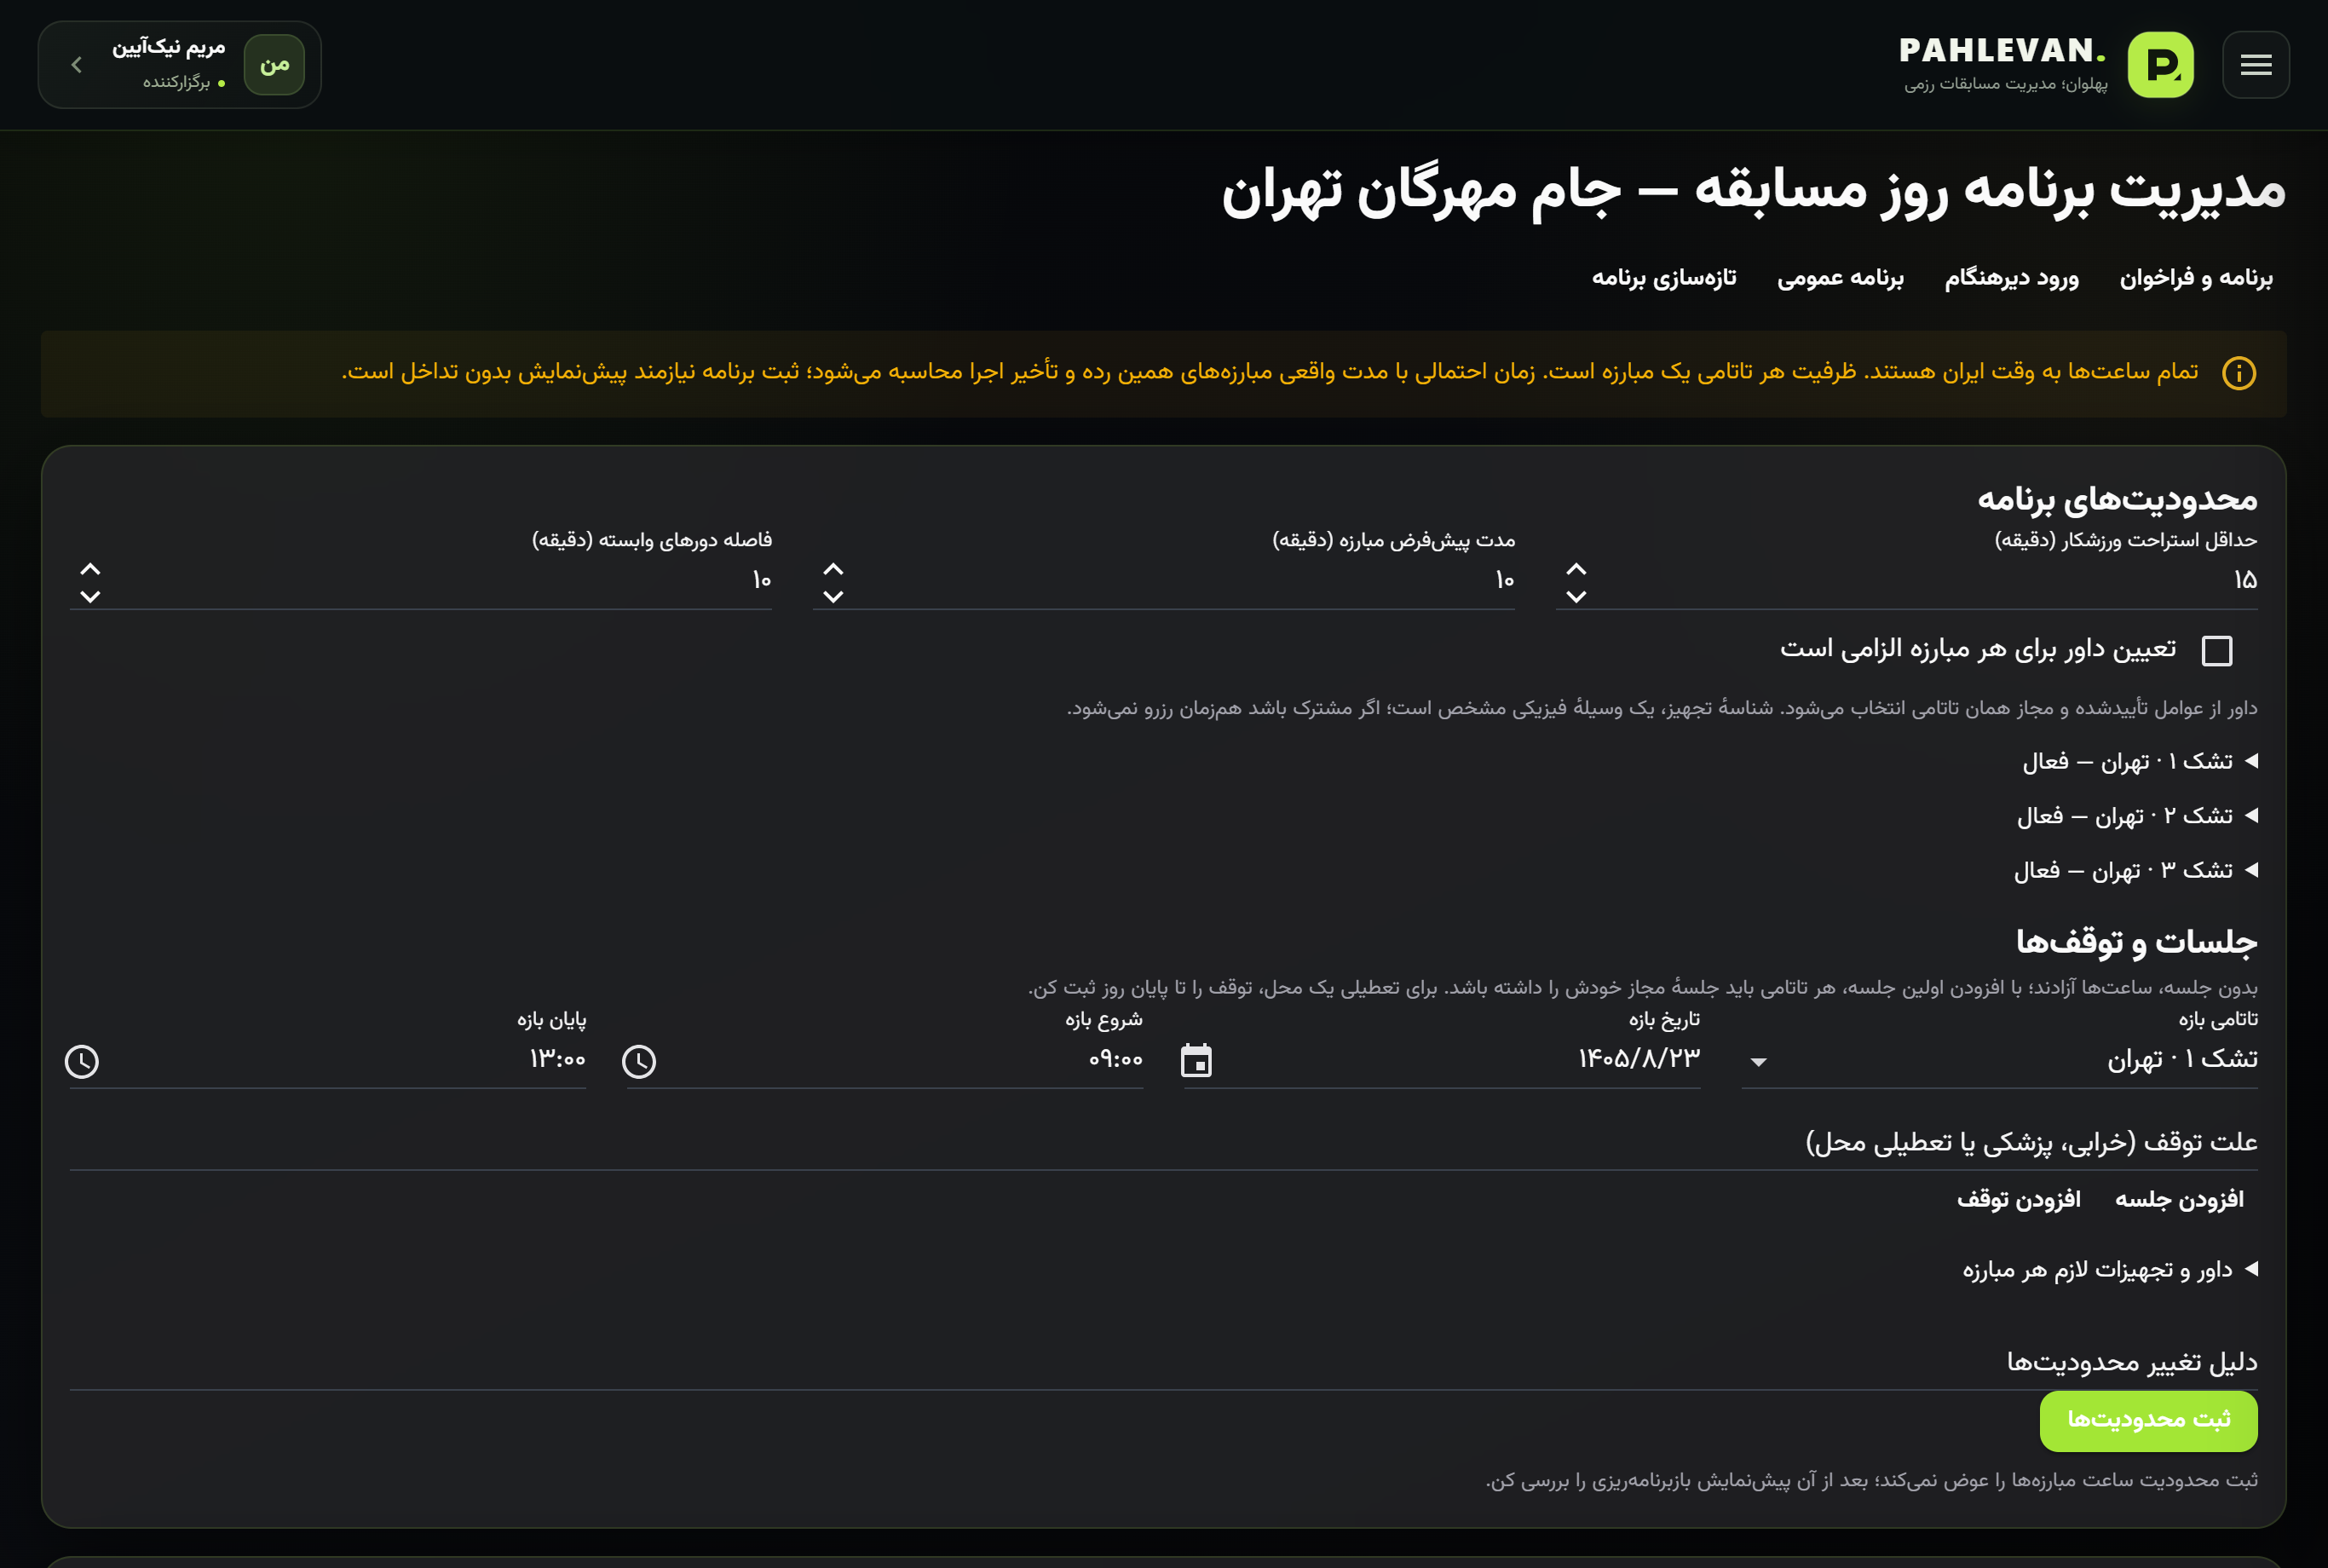 PAHLEVAN.
پهلوان؛ مدیریت مسابقات رزمی
من
مریم نیک‌آیین
برگزارکننده
مدیریت برنامه روز مسابقه — جام مهرگان تهران
برنامه و فراخوان
ورود دیرهنگام
برنامه عمومی
تازه‌سازی برنامه
تمام ساعت‌ها به وقت ایران هستند. ظرفیت هر تاتامی یک مبارزه است. زمان احتمالی با مدت واقعی مبارزه‌های همین رده و تأخیر اجرا محاسبه می‌شود؛ ثبت برنامه نیازمند پیش‌نمایش بدون تداخل است.
محدودیت‌های برنامه
حداقل استراحت ورزشکار (دقیقه)
۱۵
مدت پیش‌فرض مبارزه (دقیقه)
۱۰
فاصله دورهای وابسته (دقیقه)
۱۰
تعیین داور برای هر مبارزه الزامی است
داور از عوامل تأییدشده و مجاز همان تاتامی انتخاب می‌شود. شناسهٔ تجهیز، یک وسیلهٔ فیزیکی مشخص است؛ اگر مشترک باشد هم‌زمان رزرو نمی‌شود.
تشک ۱ · تهران — فعال
تشک ۲ · تهران — فعال
تشک ۳ · تهران — فعال
جلسات و توقف‌ها
بدون جلسه، ساعت‌ها آزادند؛ با افزودن اولین جلسه، هر تاتامی باید جلسهٔ مجاز خودش را داشته باشد. برای تعطیلی یک محل، توقف را تا پایان روز ثبت کن.
تاتامی بازه
تشک ۱ · تهران
تاریخ بازه
۱۴۰۵/۸/۲۳
شروع بازه
۰۹:۰۰
پایان بازه
۱۳:۰۰
علت توقف (خرابی، پزشکی یا تعطیلی محل)
افزودن جلسه
افزودن توقف
داور و تجهیزات لازم هر مبارزه
دلیل تغییر محدودیت‌ها
ثبت محدودیت‌ها
ثبت محدودیت ساعت مبارزه‌ها را عوض نمی‌کند؛ بعد از آن پیش‌نمایش بازبرنامه‌ریزی را بررسی کن.